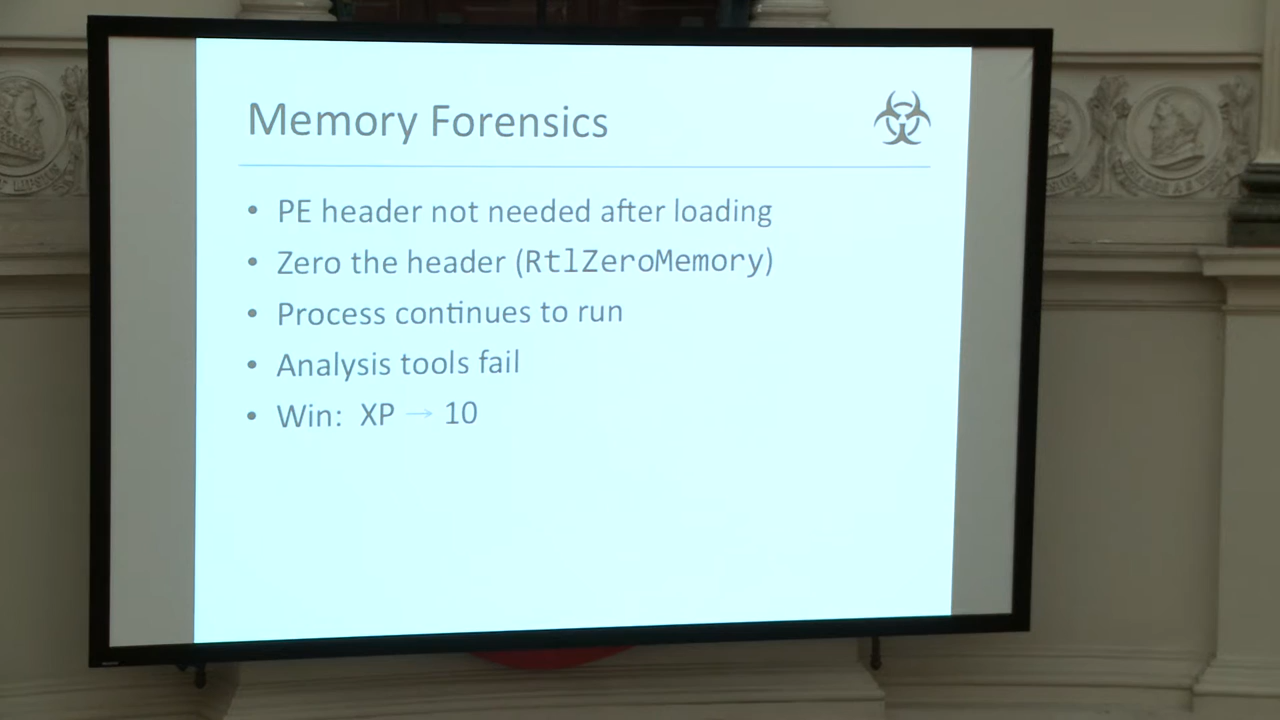 Memory Forensics
• PE header not needed after loading
• Zero the header (RtlZeroMemory)
• Process continues to run
• Analysis tools fail
• Win: XP → 10